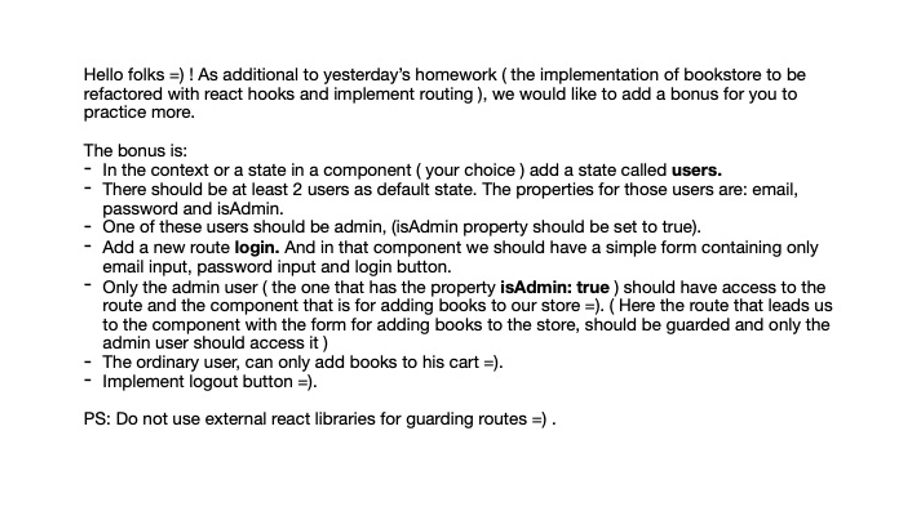 Hello folks =) ! As additional to yesterday's homework ( the implementation of bookstore to be
refactored with react hooks and implement routing ), we would like to add a bonus for you to
practice more.
The bonus is:
- In the context or a state in a component ( your choice ) add a state called users.
- There should be at least 2 users as default state. The properties for those users are: email,
password and isAdmin.
- One of these users should be admin, (isAdmin property should be set to true).
- Add a new route login. And in that component we should have a simple form containing only
email input, password input and login button.
- Only the admin user ( the one that has the property isAdmin: true ) should have access to the
route and the component that is for adding books to our store =). ( Here the route that leads us
to the component with the form for adding books to the store, should be guarded and only the
admin user should access it )
- The ordinary user, can only add books to his cart =).
- Implement logout button =).
PS: Do not use external react libraries for guarding routes =) .